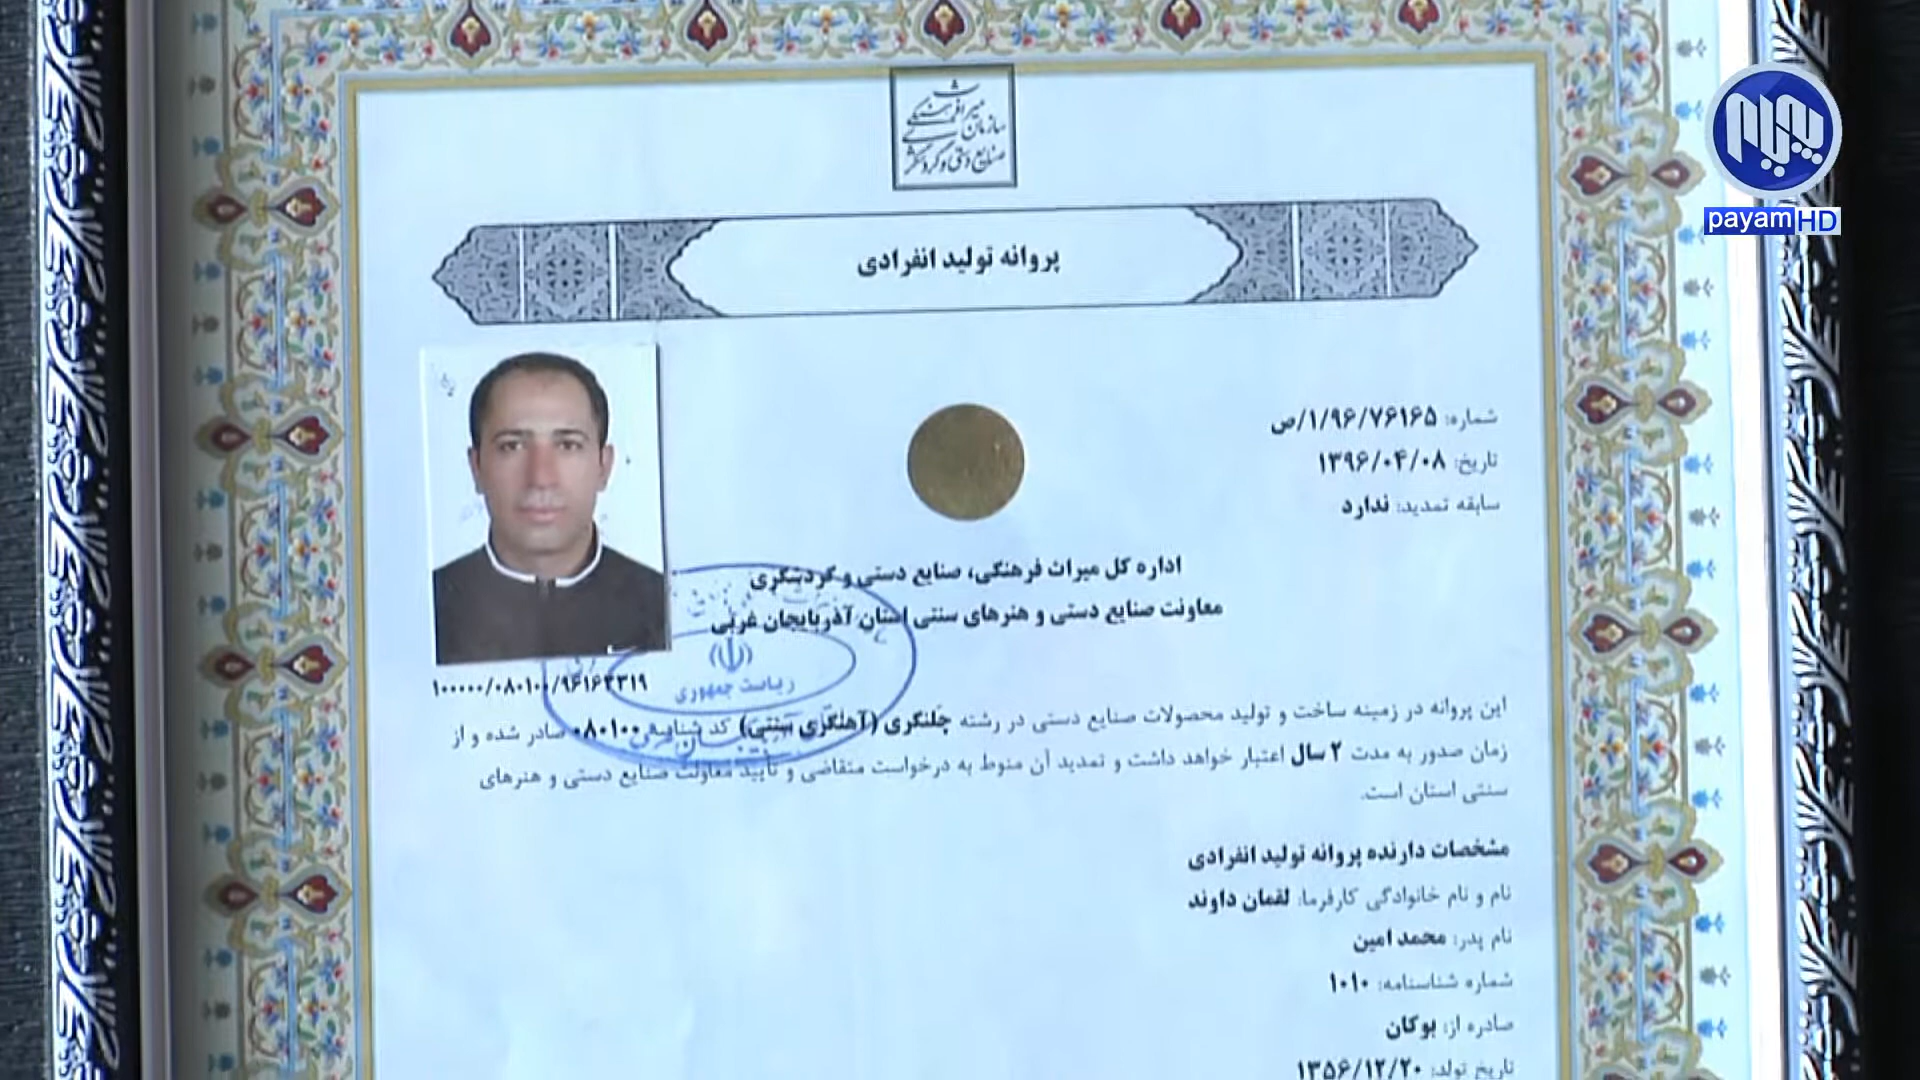 سازمان میراث فرهنگی
صنایع دستی و گردشگری
پیام
payamHD
پروانه تولید انفرادی
شماره: ۱/۹۶/۷۶۱۶۵/ص
تاریخ: ۱۳۹۶/۰۴/۰۸
سابقه تمدید: ندارد
اداره کل میراث فرهنگی، صنایع دستی و گردشگری
معاونت صنایع دستی و هنرهای سنتی استان آذربایجان غربی
ریاست جمهوری
۱۰۰۰۰۰/۰۸۰۱۰۰/۹۶۱۶۲۳۱۹
این پروانه در زمینه ساخت و تولید محصولات صنایع دستی در رشته چلنگری (آهنگری سنتی) کد شناسه ۰۸۰۱۰۰ صادر شده و از
زمان صدور به مدت ۲ سال اعتبار خواهد داشت و تمدید آن منوط به درخواست متقاضی و تأیید معاونت صنایع دستی و هنرهای
سنتی استان است.
مشخصات دارنده پروانه تولید انفرادی
نام و نام خانوادگی کارفرما: لقمان داوند
نام پدر: محمد امین
شماره شناسنامه: ۱۰۱۰
صادره از: بوکان
تاریخ تولد: ۱۳۵۶/۱۲/۲۰